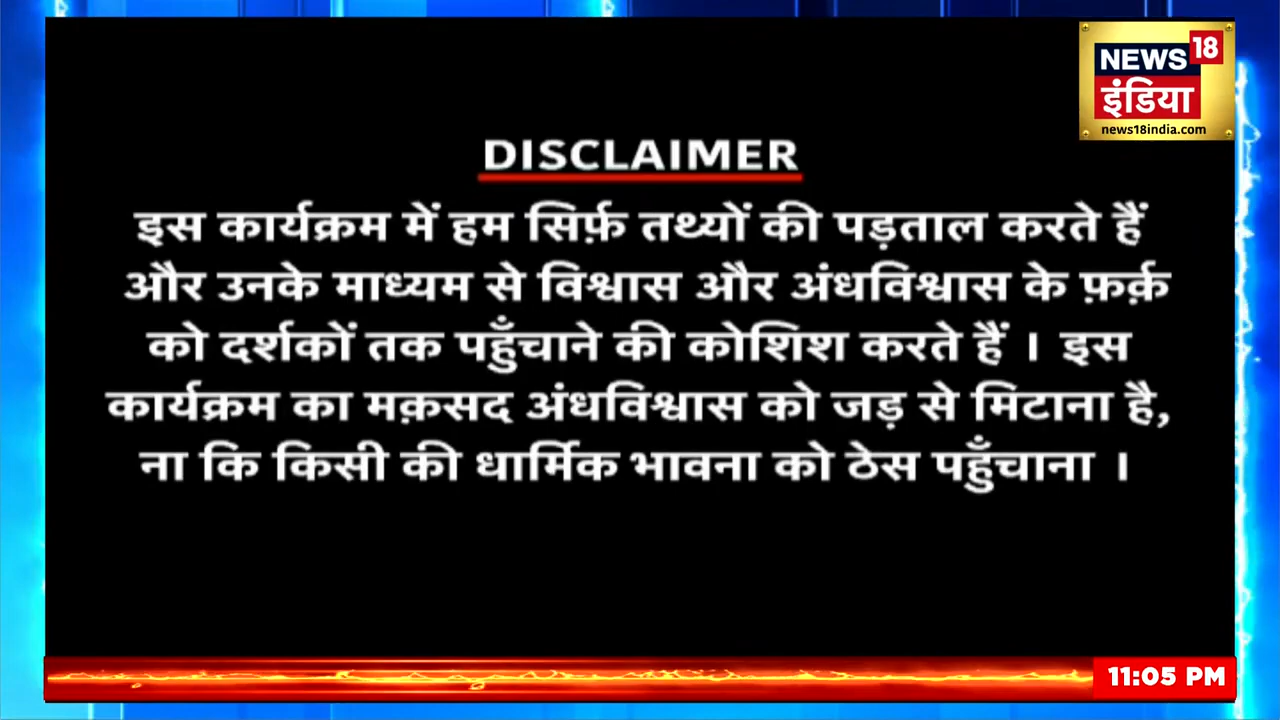 NEWS 18
इंडिया
news18india.com
DISCLAIMER
इस कार्यक्रम में हम सिर्फ़ तथ्यों की पड़ताल करते हैं
और उनके माध्यम से विश्वास और अंधविश्वास के फ़र्क़
को दर्शकों तक पहुँचाने की कोशिश करते हैं । इस
कार्यक्रम का मक़सद अंधविश्वास को जड़ से मिटाना है,
ना कि किसी की धार्मिक भावना को ठेस पहुँचाना ।
11:05 PM